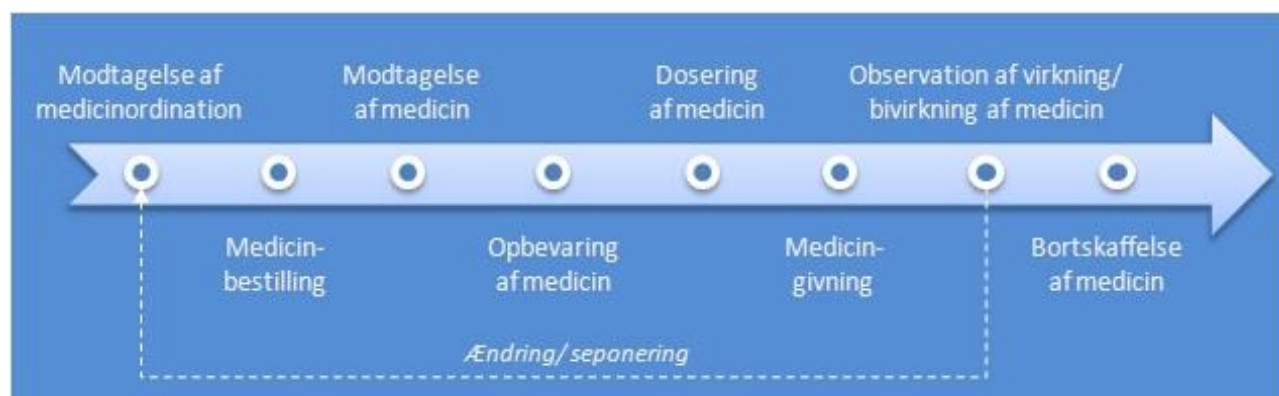 Modtagelse af
medicinordination
Modtagelse
af medicin
Dosering
af medicin
Observation af virkning/
bivirkning af medicin
Medicin-
bestilling
Opbevaring
af medicin
Medicin-
givning
Bortskaffelse
af medicin
Ændring/ seponering